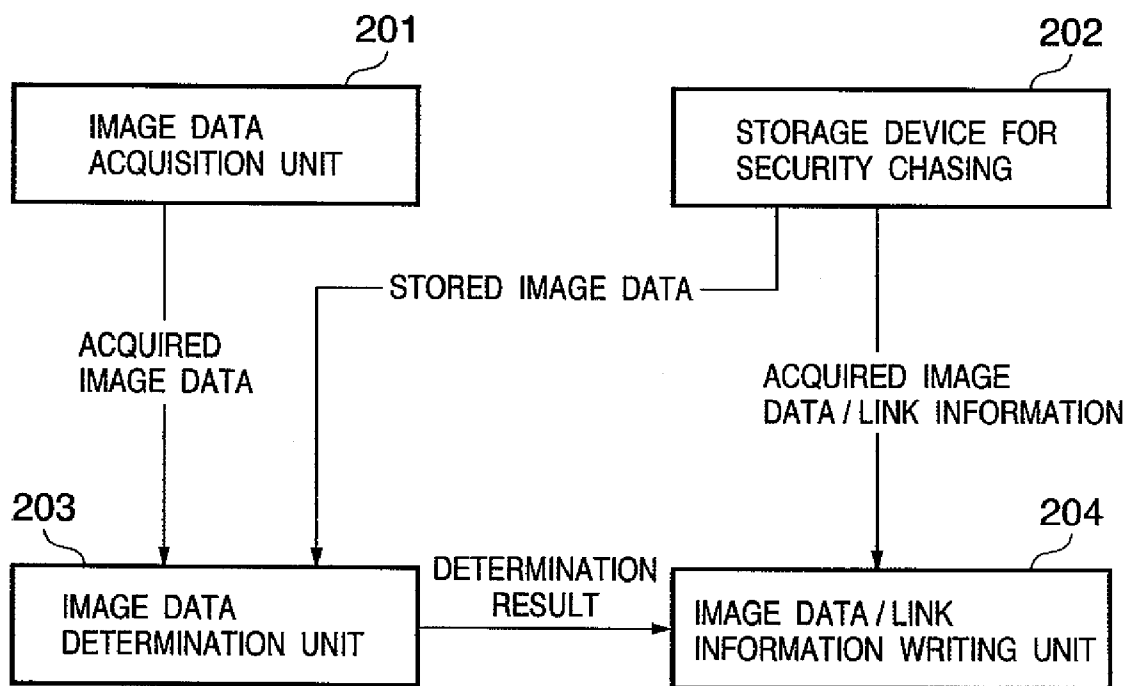 201
202
IMAGE DATA
ACQUISITION UNIT
STORAGE DEVICE FOR
SECURITY CHASING
STORED IMAGE DATA
ACQUIRED
IMAGE DATA
ACQUIRED IMAGE
DATA / LINK INFORMATION
203
204
DETERMINATION
RESULT
IMAGE DATA
DETERMINATION UNIT
IMAGE DATA / LINK
INFORMATION WRITING UNIT